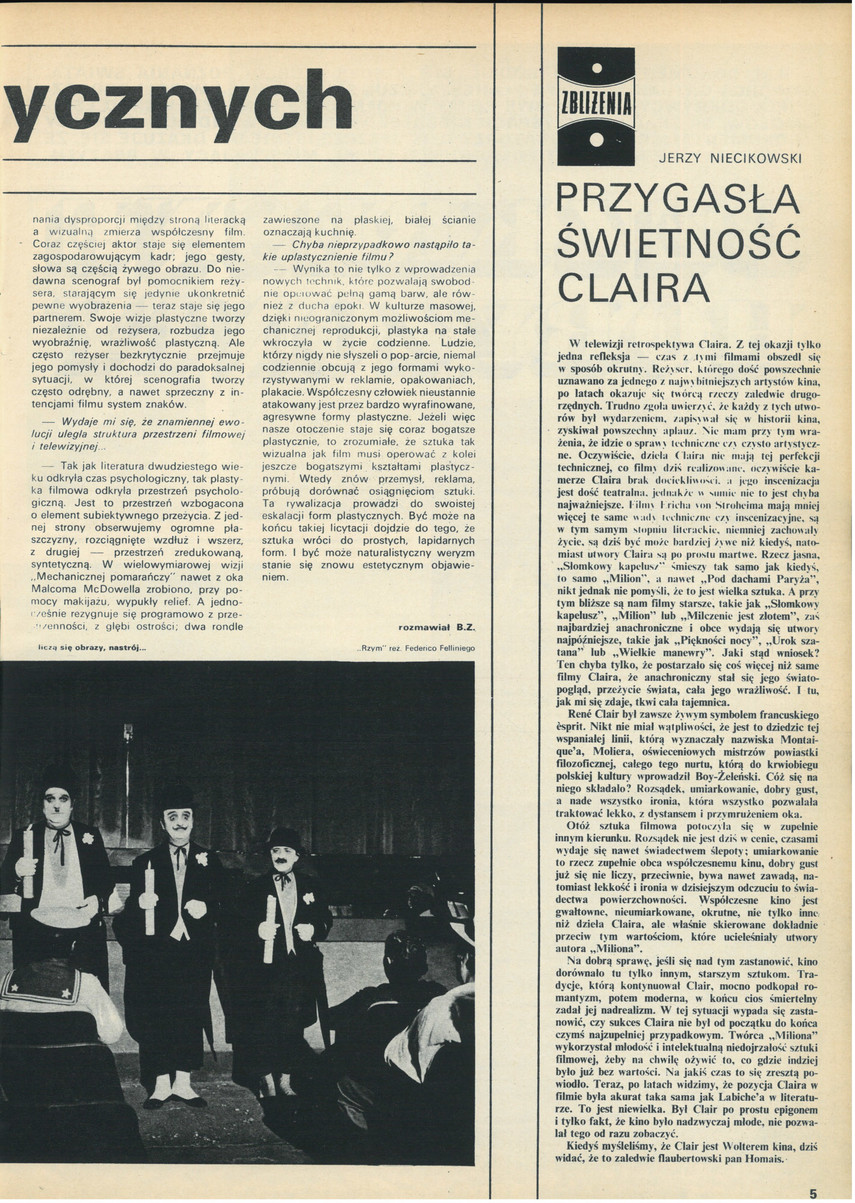 ycznych
nania dysproporcji między stroną literacką
a wizualną zmierza współczesny film.
Coraz częściej aktor staje się elementem
zagospodarowującym kadr; jego gesty,
słowa są częścią żywego obrazu. Do nie-
dawna scenograf był pomocnikiem reży-
sera, starającym się jedynie ukonkretnić
pewne wyobrażenia — teraz staje się jego
partnerem. Swoje wizje plastyczne tworzy
niezależnie od reżysera, rozbudza jego
wyobraźnię, wrażliwość plastyczną. Ale
często reżyser bezkrytycznie przejmuje
jego pomysły i dochodzi do paradoksalnej
sytuacji, w której scenografia tworzy
często odrębny, a nawet sprzeczny z in-
tencjami filmu system znaków.
— Wydaje mi się, że znamiennej ewo-
lucji uległa struktura przestrzeni filmowej
i telewizyjnej...
— Tak jak literatura dwudziestego wie-
ku odkryła czas psychologiczny, tak plasty-
ka filmowa odkryła przestrzeń psycholo-
giczną. Jest to przestrzeń wzbogacona
o element subiektywnego przeżycia. Z jed-
nej strony obserwujemy ogromne pła-
szczyzny, rozciągnięte wzdłuż i wszerz,
z drugiej — przestrzeń zredukowaną,
syntetyczną. W wielowymiarowej wizji
„Mechanicznej pomarańczy" nawet z oka
Malcoma McDowella zrobiono, przy po-
mocy makijażu, wypukły relief. A jedno-
cześnie rezygnuje się programowo z prze-
strzenności, z głębi ostrości; dwa rondle
zawieszone na płaskiej, białej ścianie
oznaczają kuchnię.
— Chyba nieprzypadkowo nastąpiło ta-
kie uplastycznienie filmu?
— Wynika to nie tylko z wprowadzenia
nowych technik, które pozwalają swobod-
nie operować pełną gamą barw, ale rów-
nież z ducha epoki. W kulturze masowej,
dzięki nieograniczonym możliwościom me-
chanicznej reprodukcji, plastyka na stałe
wkroczyła w życie codzienne. Ludzie,
którzy nigdy nie słyszeli o pop-arcie, niemal
codziennie obcują z jego formami wyko-
rzystywanymi w reklamie, opakowaniach,
plakacie. Współczesny człowiek nieustannie
atakowany jest przez bardzo wyrafinowane,
agresywne formy plastyczne. Jeżeli więc
nasze otoczenie staje się coraz bogatsze
plastycznie, to zrozumiałe, że sztuka tak
wizualna jak film musi operować z kolei
jeszcze bogatszymi kształtami plastycz-
nymi. Wtedy znów przemysł, reklama,
próbują dorównać osiągnięciom sztuki.
Ta rywalizacja prowadzi do swoistej
eskalacji form plastycznych. Być może na
końcu takiej licytacji dojdzie do tego, że
sztuka wróci do prostych, lapidarnych
form. I być może naturalistyczny weryzm
stanie się znowu estetycznym objawie-
niem.
rozmawiał B.Z.
liczą się obrazy, nastrój...
„Rzym" reż. Federico Felliniego
ZBLIŻENIA
JERZY NIECIKOWSKI
PRZYGASŁA
ŚWIETNOŚĆ
CLAIRA
W telewizji retrospektywa Claira. Z tej okazji tylko
jedna refleksja — czas z tymi filmami obszedł się
w sposób okrutny. Reżyser, którego dość powszechnie
uznawano za jednego z najwybitniejszych artystów kina,
po latach okazuje się twórcą rzeczy zaledwie drugo-
rzędnych. Trudno zgoła uwierzyć, że każdy z tych utwo-
rów był wydarzeniem, zapisywał się w historii kina,
zyskiwał powszechny aplauz. Nie mam przy tym wra-
żenia, że idzie o sprawy techniczne czy czysto artystycz-
ne. Oczywiście, dzieła Claira nie mają tej perfekcji
technicznej, co filmy dziś realizowane, oczywiście ka-
merze Claira brak dociekliwości, a jego inscenizacja
jest dość teatralna, jednakże w sumie nie to jest chyba
najważniejsze. Filmy Ericha von Stroheima mają mniej
więcej te same wady techniczne czy inscenizacyjne, są
w tym samym stopniu literackie, niemniej zachowały
życie, są dziś być może bardziej żywe niż kiedyś, nato-
miast utwory Claira są po prostu martwe. Rzecz jasna,
„Słomkowy kapelusz" śmieszy tak samo jak kiedyś,
to samo „Milion", a nawet „Pod dachami Paryża",
nikt jednak nie pomyśli, że to jest wielka sztuka. A przy
tym bliższe są nam filmy starsze, takie jak „Słomkowy
kapelusz", „Milion" lub „Milczenie jest złotem", zaś
najbardziej anachroniczne i obce wydają się utwory
najpóźniejsze, takie jak „Piękności nocy", „Urok sza-
tana" lub „Wielkie manewry". Jaki stąd wniosek?
Ten chyba tylko, że postarzało się coś więcej niż same
filmy Claira, że anachroniczny stał się jego świato-
pogląd, przeżycie świata, cała jego wrażliwość. I tu,
jak mi się zdaje, tkwi cała tajemnica.
René Clair był zawsze żywym symbolem francuskiego
èsprit. Nikt nie miał wątpliwości, że jest to dziedzic tej
wspaniałej linii, którą wyznaczały nazwiska Montai-
que'a, Moliera, oświeceniowych mistrzów powiastki
filozoficznej, całego tego nurtu, którą do krwiobiegu
polskiej kultury wprowadził Boy-Żeleński. Cóż się na
niego składało? Rozsądek, umiarkowanie, dobry gust,
a nade wszystko ironia, która wszystko pozwalała
traktować lekko, z dystansem i przymrużeniem oka.
Otóż sztuka filmowa potoczyła się w zupełnie
innym kierunku. Rozsądek nie jest dziś w cenie, czasami
wydaje się nawet świadectwem ślepoty; umiarkowanie
to rzecz zupełnie obca współczesnemu kinu, dobry gust
już się nie liczy, przeciwnie, bywa nawet zawadą, na-
tomiast lekkość i ironia w dzisiejszym odczuciu to świa-
dectwa powierzchowności. Współczesne kino jest
gwałtowne, nieumiarkowane, okrutne, nie tylko inne
niż dzieła Claira, ale właśnie skierowane dokładnie
przeciw tym wartościom, które ucieleśniały utwory
autora „Miliona".
Na dobrą sprawę, jeśli się nad tym zastanowić, kino
dorównało tu tylko innym, starszym sztukom. Tra-
dycje, którą kontynuował Clair, mocno podkopał ro-
mantyzm, potem moderna, w końcu cios śmiertelny
zadał jej nadrealizm. W tej sytuacji wypada się zasta-
nowić, czy sukces Claira nie był od początku do końca
czymś najzupełniej przypadkowym. Twórca „Miliona"
wykorzystał młodość i intelektualną niedojrzałość sztuki
filmowej, żeby na chwilę ożywić to, co gdzie indziej
było już bez wartości. Na jakiś czas to się zresztą po-
wiodło. Teraz, po latach widzimy, że pozycja Claira w
filmie była akurat taka sama jak Labiche'a w literatu-
rze. To jest niewielka. Był Clair po prostu epigonem
i tylko fakt, że kino było nadzwyczaj młode, nie pozwa-
lał tego od razu zobaczyć.
Kiedyś myśleliśmy, że Clair jest Wolterem kina, dziś
widać, że to zaledwie flaubertowski pan Homais.
5